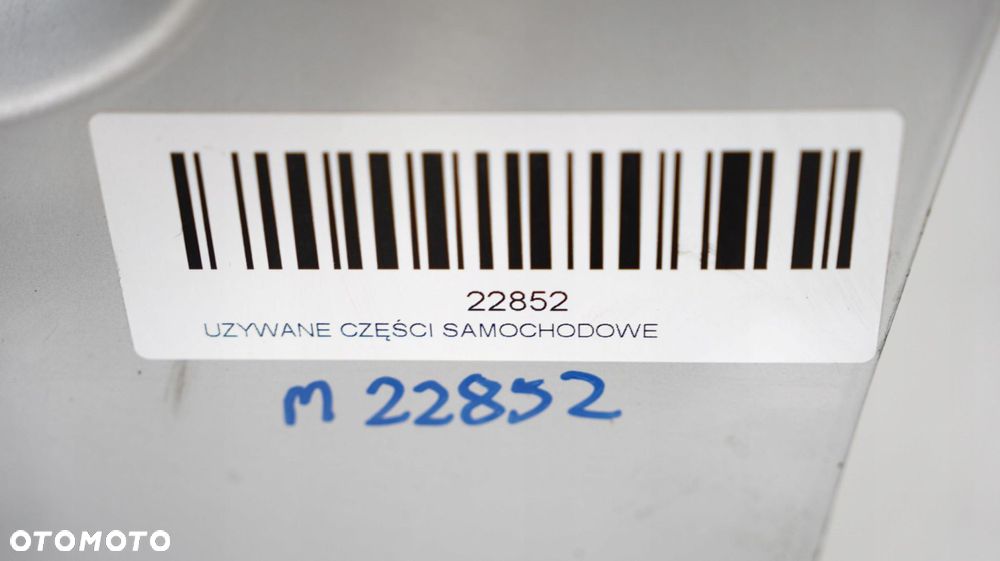 22852
UZYWANE CZĘŚCI SAMOCHODOWE
M 22852
OTOMOTO